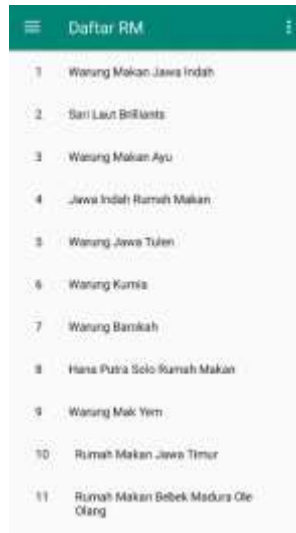 Daftar RM
1 Warung Makan Jawa Indah
2 Sari Laut Brilliants
3 Warung Makan Ayu
4 Jawa Indah Rumah Makan
5 Warung Jawa Tulen
6 Warung Kurnia
7 Warung Barokah
8 Hana Putra Solo Rumah Makan
9 Warung Mak Yem
10 Rumah Makan Jawa Timur
11 Rumah Makan Bebek Madura Ole
Olang